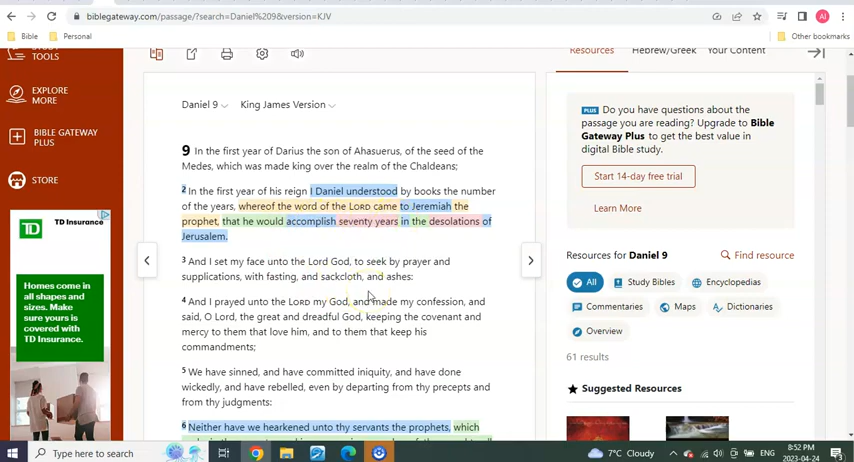 biblegateway.com/passage/?search=Daniel%209&version=KJV
AI
Bible
Personal
Other bookmarks
STUDY
TOOLS
EXPLORE
MORE
BIBLE GATEWAY
PLUS
STORE
TD
TD Insurance
Homes come in
all shapes and
sizes. Make
sure yours is
covered with
TD Insurance.
Daniel 9
King James Version
9 In the first year of Darius the son of Ahasuerus, of the seed of the
Medes, which was made king over the realm of the Chaldeans;
2 In the first year of his reign I Daniel understood by books the number
of the years, whereof the word of the LORD came to Jeremiah the
prophet, that he would accomplish seventy years in the desolations of
Jerusalem.
3 And I set my face unto the Lord God, to seek by prayer and
supplications, with fasting, and sackcloth, and ashes:
4 And I prayed unto the LORD my God, and made my confession, and
said, O Lord, the great and dreadful God, keeping the covenant and
mercy to them that love him, and to them that keep his
commandments;
5 We have sinned, and have committed iniquity, and have done
wickedly, and have rebelled, even by departing from thy precepts and
from thy judgments:
6 Neither have we hearkened unto thy servants the prophets, which
Resources
Hebrew/Greek
Your Content
PLUS Do you have questions about the
passage you are reading? Upgrade to Bible
Gateway Plus to get the best value in
digital Bible study.
Start 14-day free trial
Learn More
Resources for Daniel 9
Find resource
All
Study Bibles
Encyclopedias
Commentaries
Maps
Dictionaries
Overview
61 results
Suggested Resources
Type here to search
7°C Cloudy
ENG
8:52 PM
2023-04-24
3